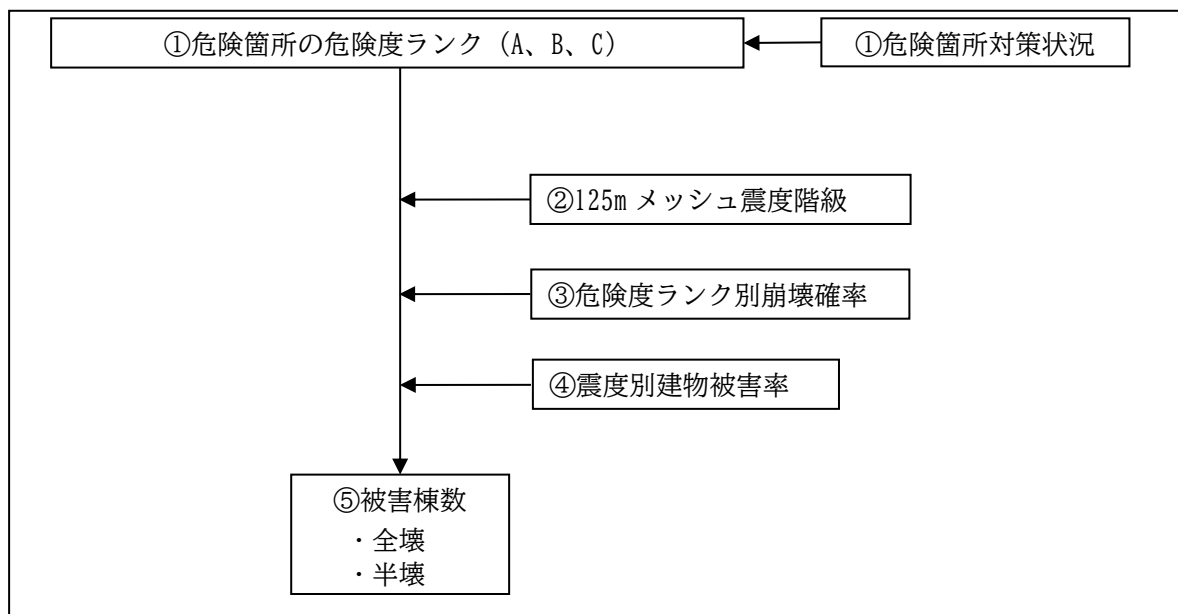 ①危険箇所の危険度ランク（A、B、C）
①危険箇所対策状況
②125m メッシュ震度階級
③危険度ランク別崩壊確率
④震度別建物被害率
⑤被害棟数
・全壊
・半壊